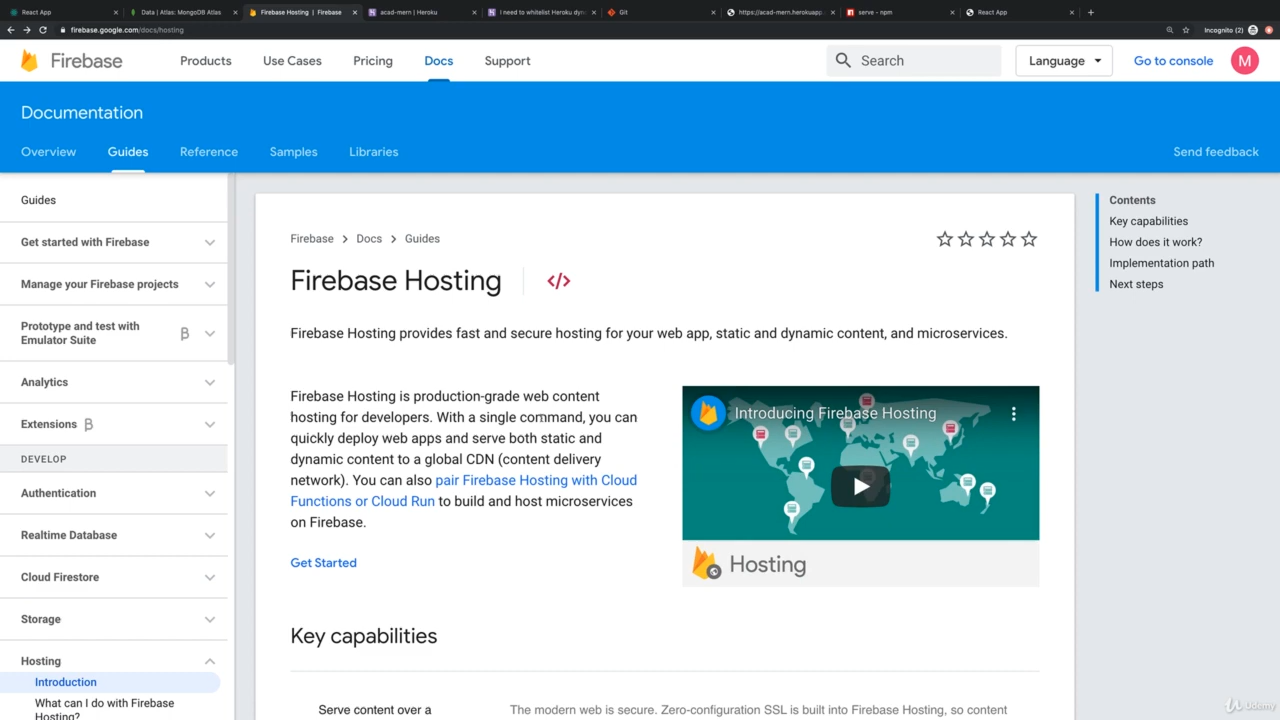 React App
Data | Atlas: MongoDB Atlas
Firebase Hosting | Firebase
acad-mern | Heroku
I need to whitelist Heroku dyn
Git
https://acad-mern.herokuapp.
serve - npm
React App
firebase.google.com/docs/hosting
Incognito (2)
Firebase
Products
Use Cases
Pricing
Docs
Support
Search
Language
Go to console
M
Documentation
Overview
Guides
Reference
Samples
Libraries
Send feedback
Guides
Get started with Firebase
Manage your Firebase projects
Prototype and test with
Emulator Suite
β
Analytics
Extensions β
DEVELOP
Authentication
Realtime Database
Cloud Firestore
Storage
Hosting
Introduction
What can I do with Firebase
Hosting?
Firebase > Docs > Guides
Firebase Hosting </>
Firebase Hosting provides fast and secure hosting for your web app, static and dynamic content, and microservices.
Firebase Hosting is production-grade web content
hosting for developers. With a single command, you can
quickly deploy web apps and serve both static and
dynamic content to a global CDN (content delivery
network). You can also pair Firebase Hosting with Cloud
Functions or Cloud Run to build and host microservices
on Firebase.
Get Started
Introducing Firebase Hosting
Hosting
Key capabilities
Serve content over a
The modern web is secure. Zero-configuration SSL is built into Firebase Hosting, so content
Contents
Key capabilities
How does it work?
Implementation path
Next steps
Udemy